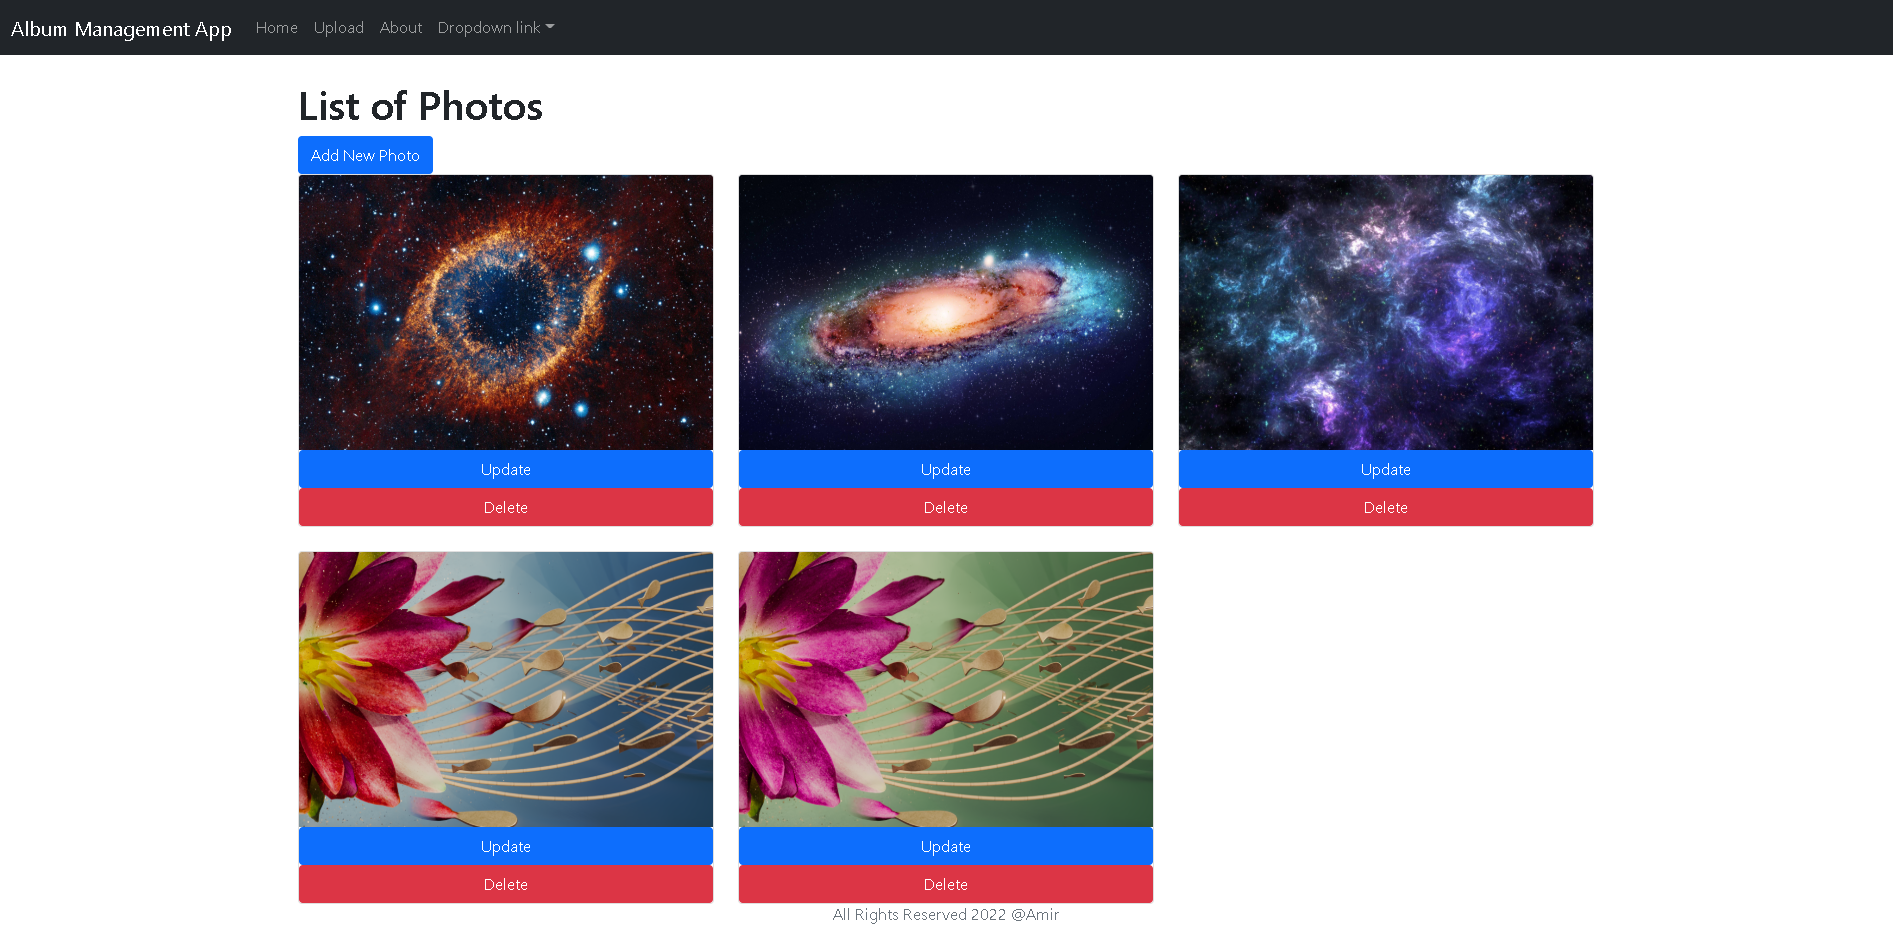 Album Management App Home Upload About Dropdown link
List of Photos
Add New Photo
Update Update Update
Delete Delete Delete
Update Update
Delete Delete
All Rights Reserved 2022 @Amir